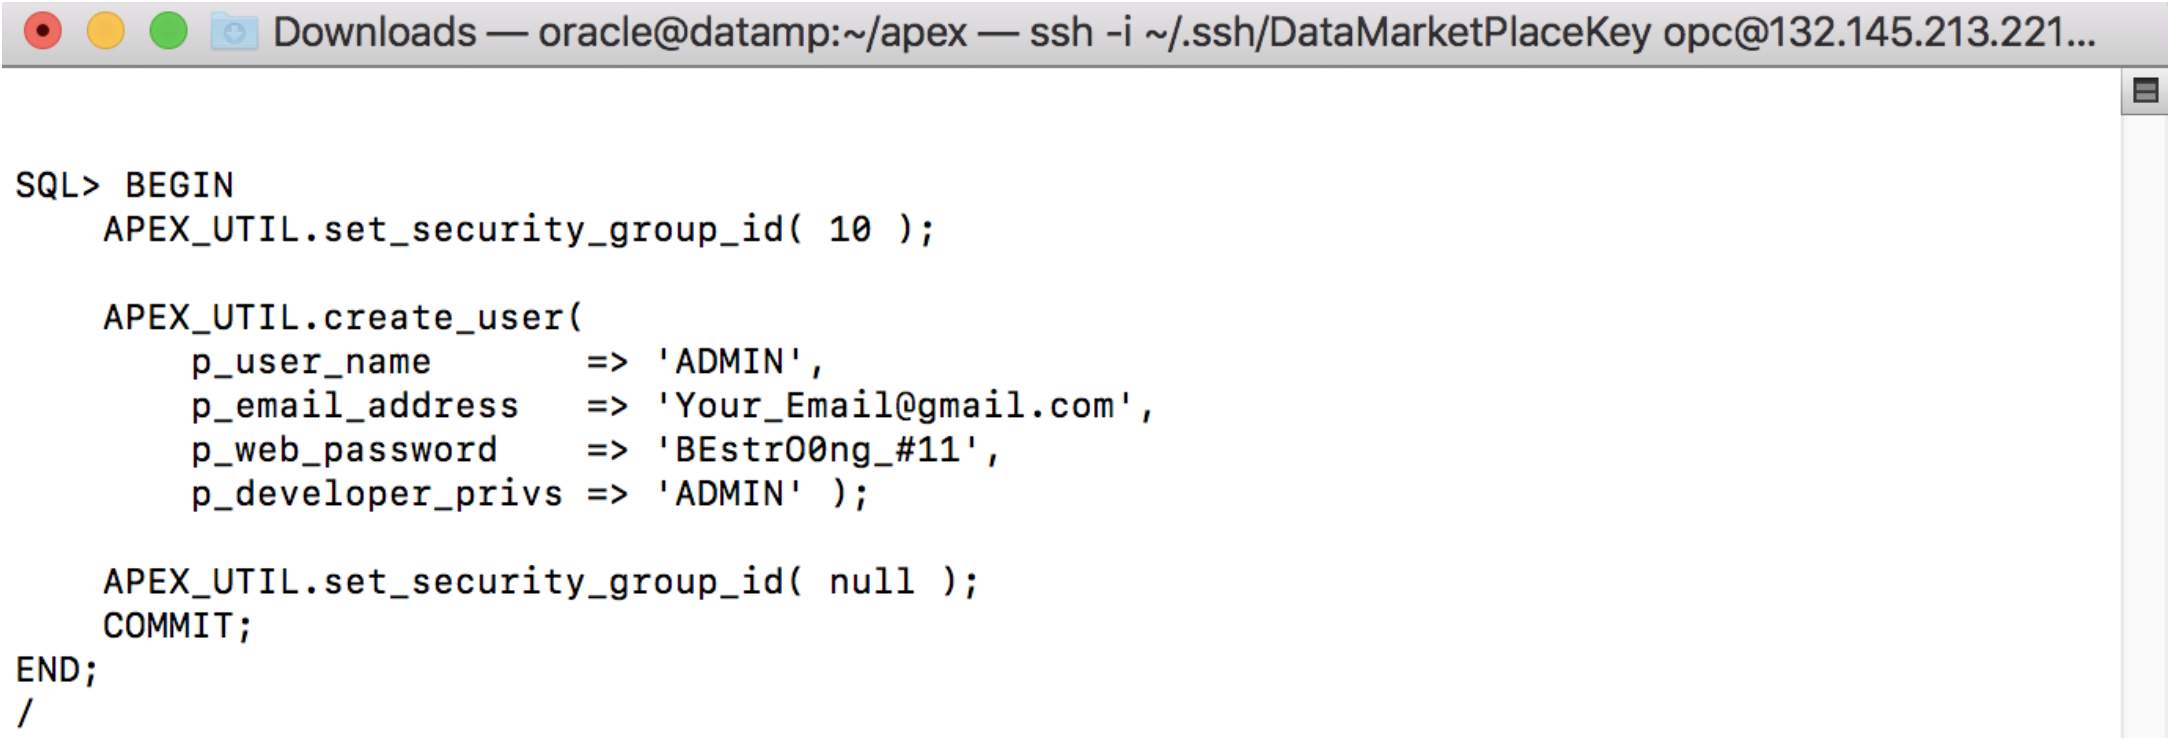 Downloads — oracle@datamp:~/apex — ssh -i ~/.ssh/DataMarketPlaceKey opc@132.145.213.221...
SQL> BEGIN
    APEX_UTIL.set_security_group_id( 10 );
    APEX_UTIL.create_user(
        p_user_name       => 'ADMIN',
        p_email_address   => 'Your_Email@gmail.com',
        p_web_password    => 'BEstrO0ng_#11',
        p_developer_privs => 'ADMIN' );
    APEX_UTIL.set_security_group_id( null );
    COMMIT;
END;
/